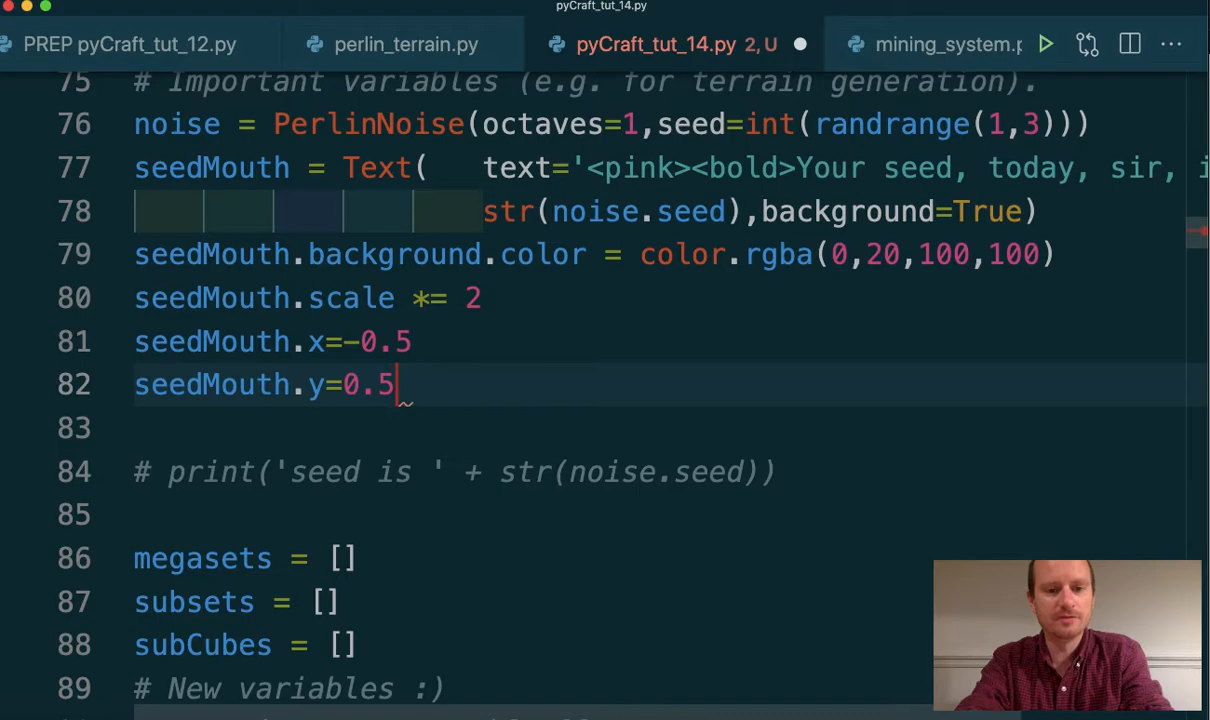 pyCraft_tut_14.py
PREP pyCraft_tut_12.py perlin_terrain.py pyCraft_tut_14.py 2, U mining_system.p
75 # Important variables (e.g. for terrain generation).
76 noise = PerlinNoise(octaves=1,seed=int(randrange(1,3)))
77 seedMouth = Text(   text='<pink><bold>Your seed, today, sir, i
78 str(noise.seed),background=True)
79 seedMouth.background.color = color.rgba(0,20,100,100)
80 seedMouth.scale *= 2
81 seedMouth.x=-0.5
82 seedMouth.y=0.5
83
84 # print('seed is ' + str(noise.seed))
85
86 megasets = []
87 subsets = []
88 subCubes = []
89 # New variables :)